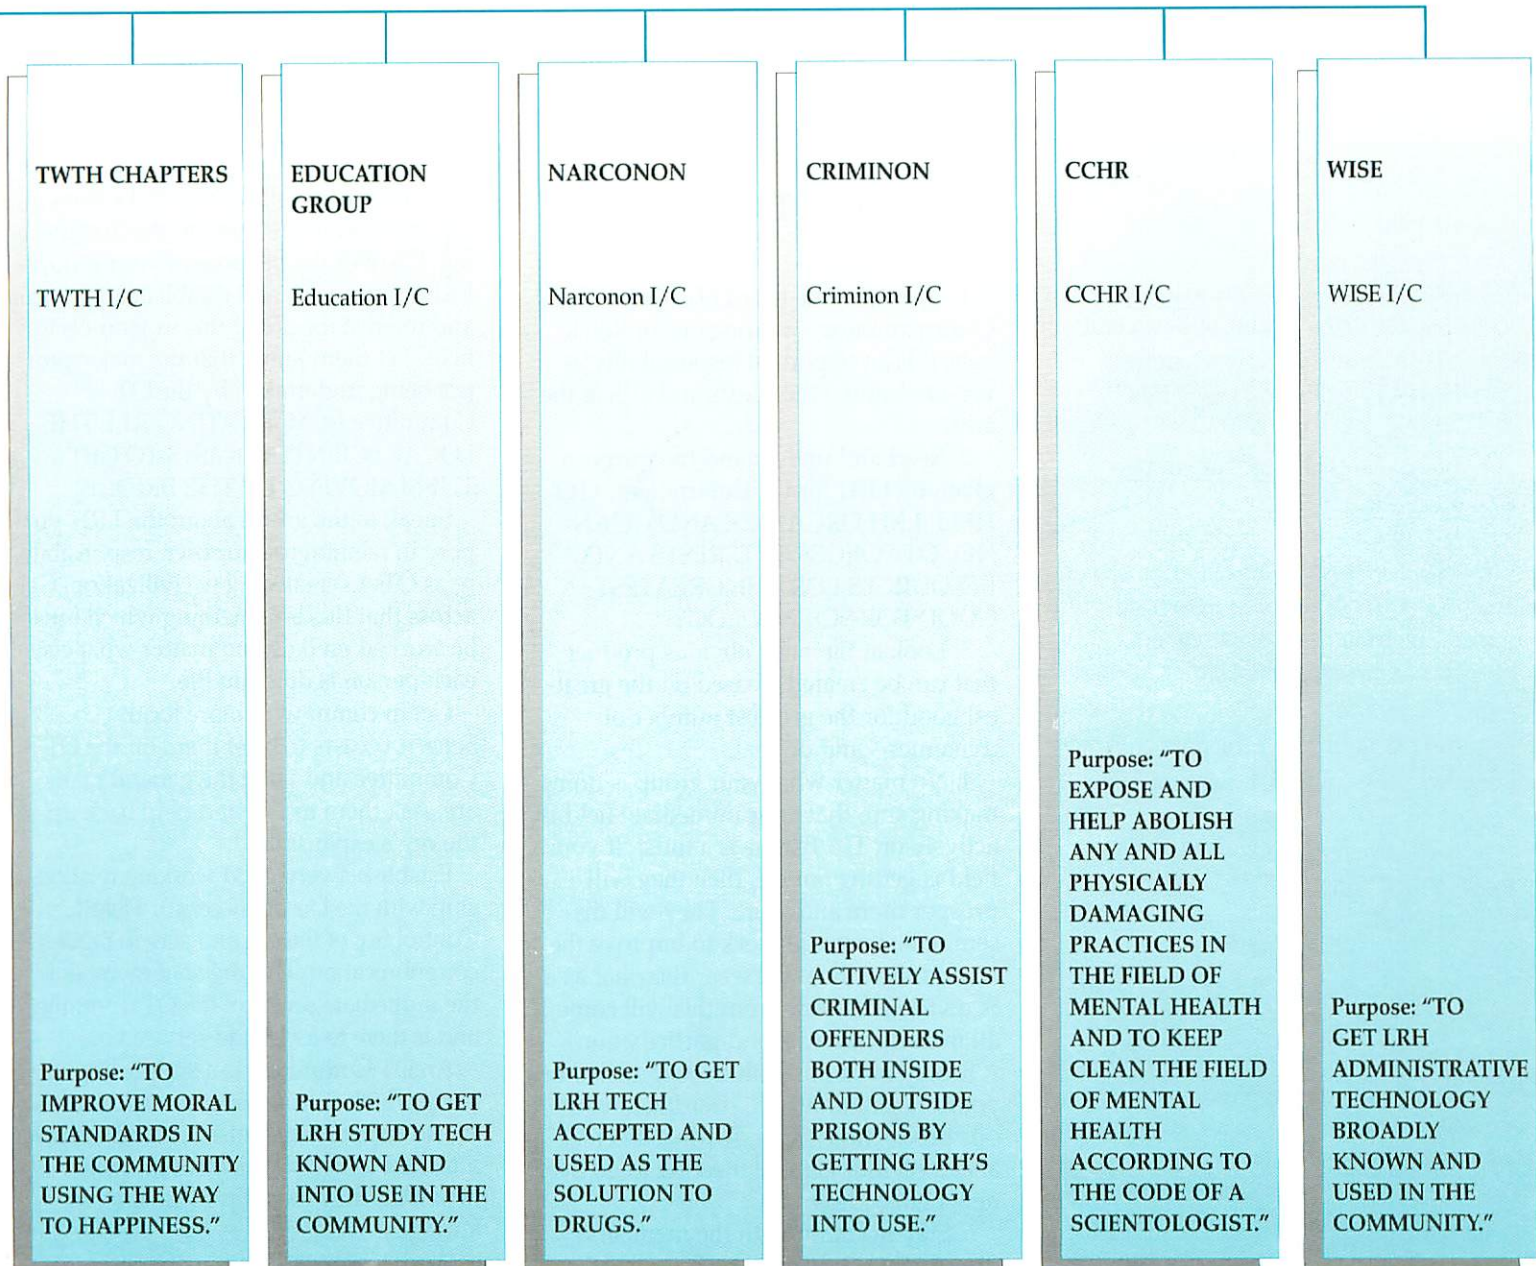 TWTH CHAPTERS
TWTH I/C
Purpose: “TO
IMPROVE MORAL
STANDARDS IN
THE COMMUNITY
USING THE WAY
TO HAPPINESS.”
EDUCATION
GROUP
Education I/C
Purpose: “TO GET
LRH STUDY TECH
KNOWN AND
INTO USE IN THE
COMMUNITY.”
NARCONON
Narconon I/C
Purpose: “TO GET
LRH TECH
ACCEPTED AND
USED AS THE
SOLUTION TO
DRUGS.”
CRIMINON
Criminon I/C
Purpose: “TO
ACTIVELY ASSIST
CRIMINAL
OFFENDERS
BOTH INSIDE
AND OUTSIDE
PRISONS BY
GETTING LRH’S
TECHNOLOGY
INTO USE.”
CCHR
CCHR I/C
Purpose: “TO
EXPOSE AND
HELP ABOLISH
ANY AND ALL
PHYSICALLY
DAMAGING
PRACTICES IN
THE FIELD OF
MENTAL HEALTH
AND TO KEEP
CLEAN THE FIELD
OF MENTAL
HEALTH
ACCORDING TO
THE CODE OF A
SCIENTOLOGIST.”
WISE
WISE I/C
Purpose: “TO
GET LRH
ADMINISTRATIVE
TECHNOLOGY
BROADLY
KNOWN AND
USED IN THE
COMMUNITY.”